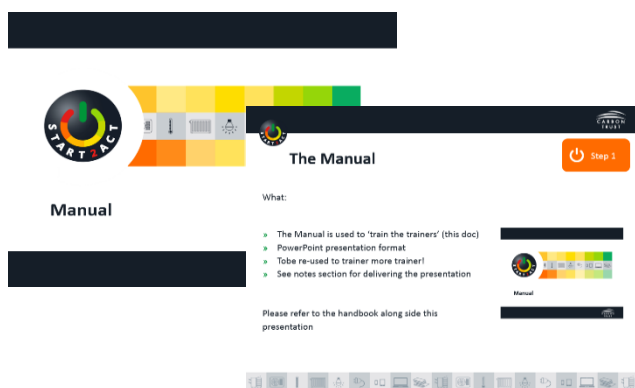 START2ACT
Manual
CARBON
TRUST
START2ACT
The Manual
Step 1
What:
» The Manual is used to ‘train the trainers’ (this doc)
» PowerPoint presentation format
» Tobe re-used to trainer more trainer!
» See notes section for delivering the presentation
Manual
Please refer to the handbook along side this
presentation